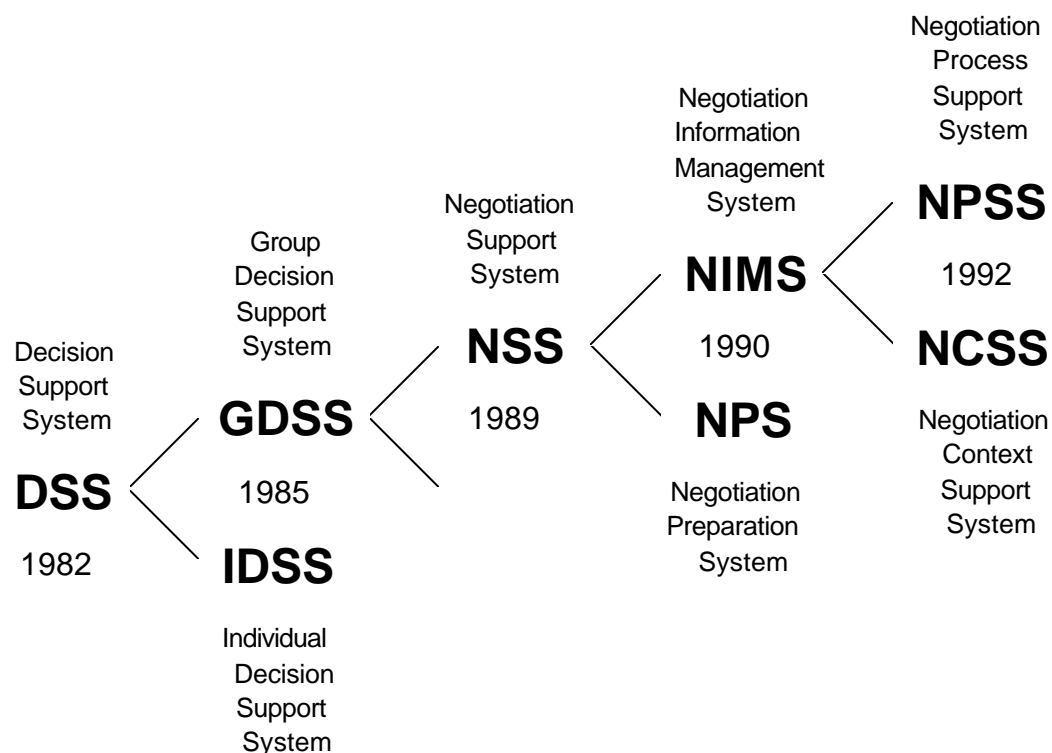 Decision
Support
System
DSS
1982
Group
Decision
Support
System
GDSS
1985
IDSS
Individual
Decision
Support
System
Negotiation
Support
System
NSS
1989
Negotiation
Information
Management
System
NIMS
1990
NPS
Negotiation
Preparation
System
Negotiation
Process
Support
System
NPSS
1992
NCSS
Negotiation
Context
Support
System